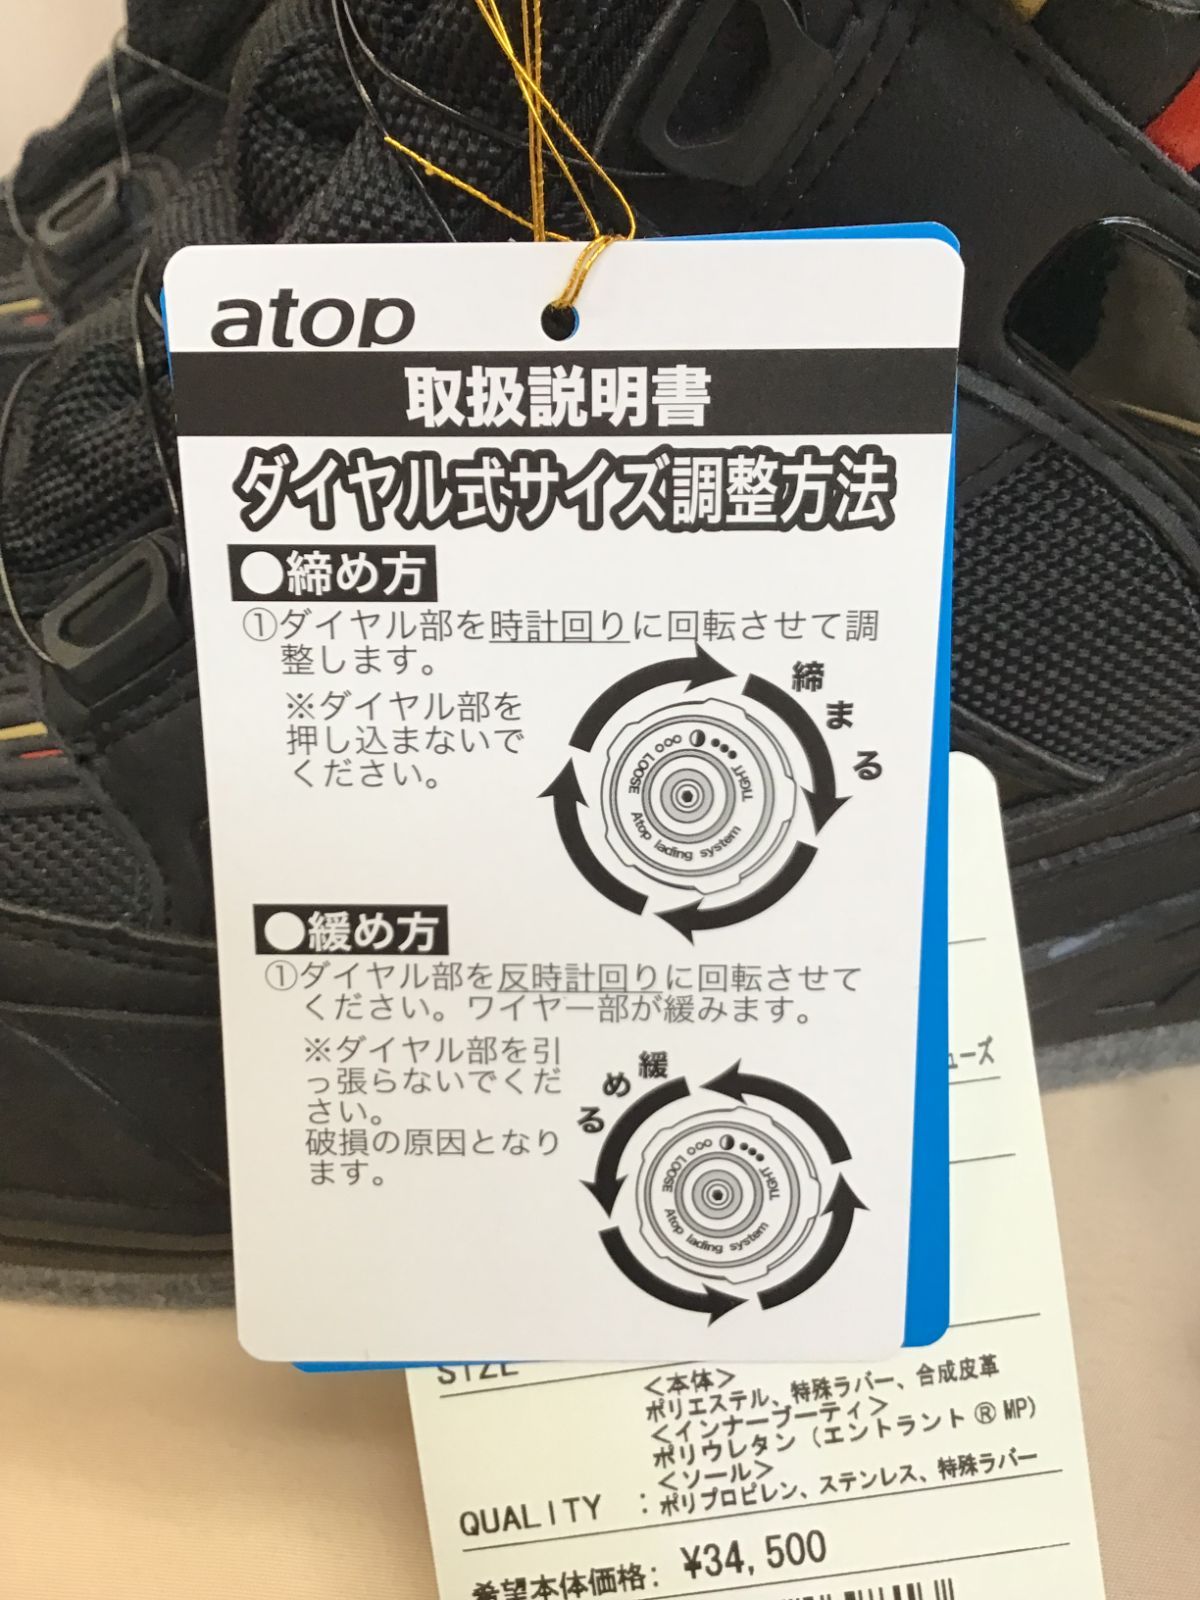 atop
取扱説明書
ダイヤル式サイズ調整方法
●締め方
①ダイヤル部を時計回りに回転させて調
整します。
※ダイヤル部を
押し込まないで
ください。
締まる
LOOSE
TIGHT
Atop lading system
●緩め方
①ダイヤル部を反時計回りに回転させて
ください。ワイヤー部が緩みます。
※ダイヤル部を引
っ張らないでくだ
さい。
破損の原因となり
ます。
緩める
LOOSE
TIGHT
Atop lading system
ューズ
SIZE
<本体>
ポリエステル、特殊ラバー、合成皮革
<インナーブーティ>
ポリウレタン(エントラント®MP)
<ソール>
QUALITY : ポリプロピレン、ステンレス、特殊ラバー
希望本体価格: ¥34,500